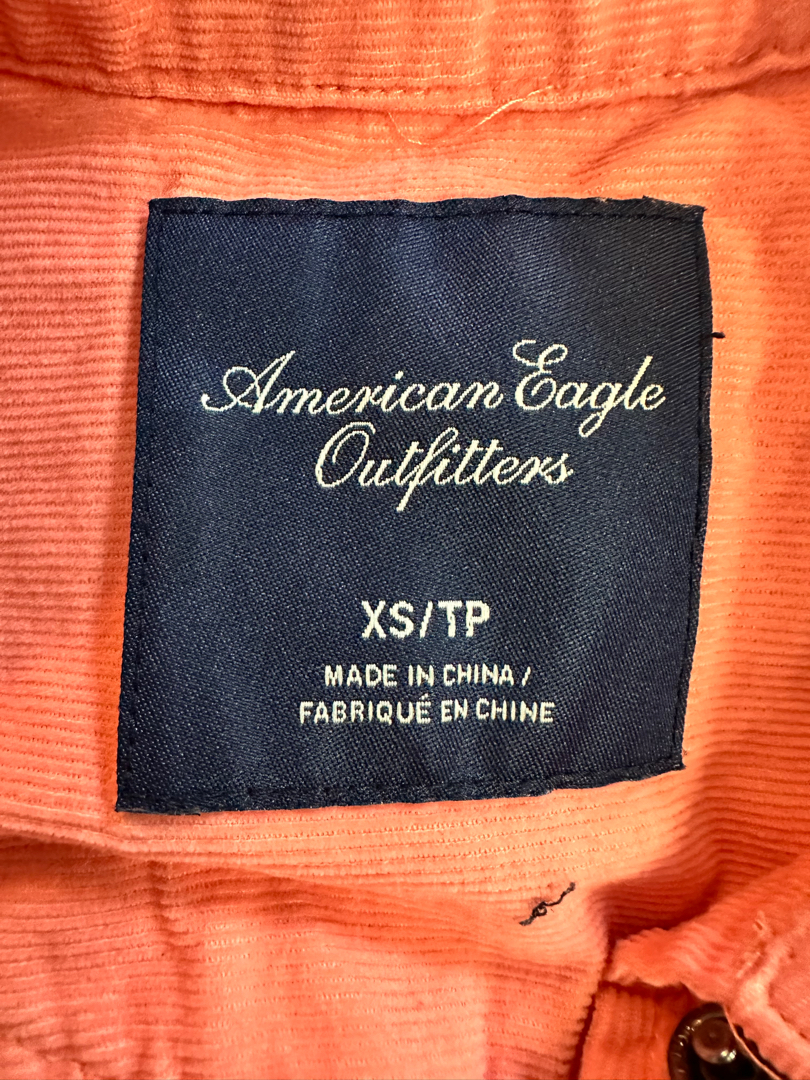 American Eagle
Outfitters
XS/TP
MADE IN CHINA /
FABRIQUÉ EN CHINE